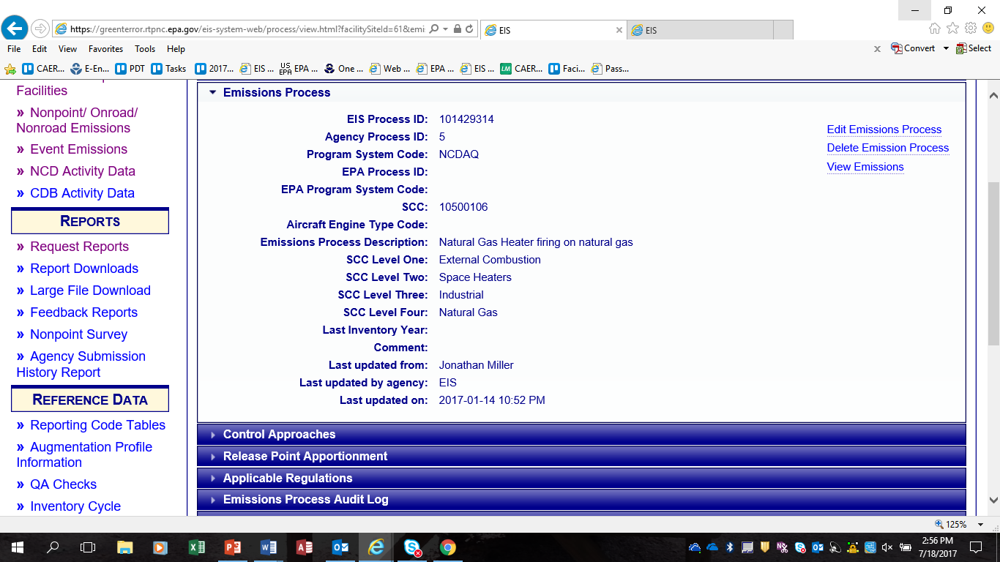 https://greenterror.rtpnc.epa.gov/eis-system-web/process/view.html?facilitySiteId=61&emi
EIS
EIS
File Edit View Favorites Tools Help
Convert
Select
CAER...
E-En...
PDT
Tasks
2017...
EIS ...
US EPA
EPA ...
One ...
Web ...
EPA ...
EIS ...
LM
CAER...
Faci...
Pass...
Facilities
» Nonpoint/ Onroad/
Nonroad Emissions
» Event Emissions
» NCD Activity Data
» CDB Activity Data
REPORTS
» Request Reports
» Report Downloads
» Large File Download
» Feedback Reports
» Nonpoint Survey
» Agency Submission
History Report
REFERENCE DATA
» Reporting Code Tables
» Augmentation Profile
Information
» QA Checks
» Inventory Cycle
Emissions Process
EIS Process ID: 101429314
Agency Process ID: 5
Program System Code: NCDAQ
EPA Process ID:
EPA Program System Code:
SCC: 10500106
Aircraft Engine Type Code:
Emissions Process Description: Natural Gas Heater firing on natural gas
SCC Level One: External Combustion
SCC Level Two: Space Heaters
SCC Level Three: Industrial
SCC Level Four: Natural Gas
Last Inventory Year:
Comment:
Last updated from: Jonathan Miller
Last updated by agency: EIS
Last updated on: 2017-01-14 10:52 PM
Edit Emissions Process
Delete Emission Process
View Emissions
Control Approaches
Release Point Apportionment
Applicable Regulations
Emissions Process Audit Log
125%
2:56 PM
7/18/2017